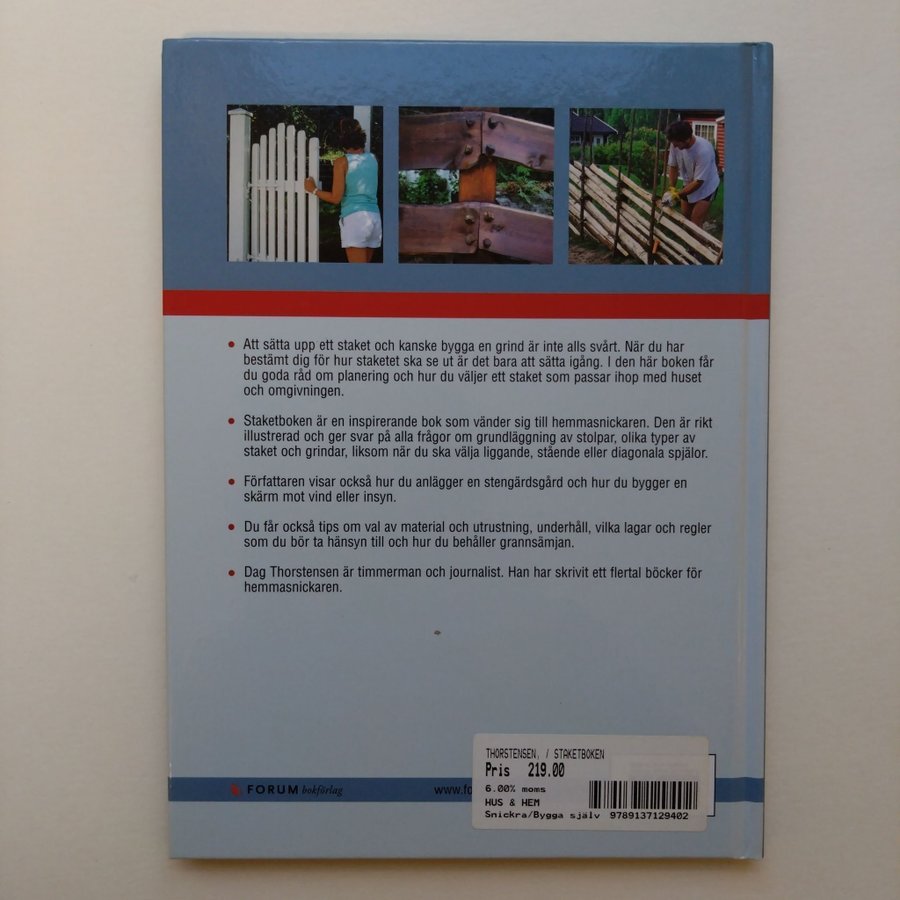 • Att sätta upp ett staket och kanske bygga en grind är inte alls svårt. När du har
bestämt dig för hur staketet ska se ut är det bara att sätta igång. I den här boken får
du goda råd om planering och hur du väljer ett staket som passar ihop med huset
och omgivningen.
• Staketboken är en inspirerande bok som vänder sig till hemmasnickaren. Den är rikt
illustrerad och ger svar på alla frågor om grundläggning av stolpar, olika typer av
staket och grindar, liksom när du ska välja liggande, stående eller diagonala spjälor.
• Författaren visar också hur du anlägger en stengärdsgård och hur du bygger en
skärm mot vind eller insyn.
• Du får också tips om val av material och utrustning, underhåll, vilka lagar och regler
som du bör ta hänsyn till och hur du behåller grannsämjan.
• Dag Thorstensen är timmerman och journalist. Han har skrivit ett flertal böcker för
hemmasnickaren.
FORUM bokförlag
THORSTENSEN, / STAKETBOKEN
Pris 219.00
6.00% moms
HUS & HEM
Snickra/Bygga själv 9789137129402